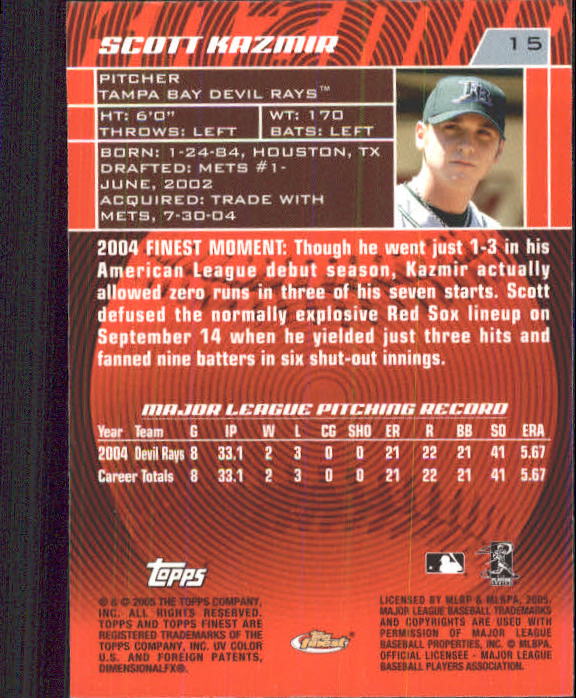 SCOTT KAZMIR
15
PITCHER
TAMPA BAY DEVIL RAYS™
HT: 6'0" WT: 170
THROWS: LEFT BATS: LEFT
BORN: 1-24-84, HOUSTON, TX
DRAFTED: METS #1-
JUNE, 2002
ACQUIRED: TRADE WITH
METS, 7-30-04
2004 FINEST MOMENT: Though he went just 1-3 in his
American League debut season, Kazmir actually
allowed zero runs in three of his seven starts. Scott
defused the normally explosive Red Sox lineup on
September 14 when he yielded just three hits and
fanned nine batters in six shut-out innings.
MAJOR LEAGUE PITCHING RECORD
Year Team G IP W L CG SHO ER R BB SO ERA
2004 Devil Rays 8 33.1 2 3 0 0 21 22 21 41 5.67
Career Totals 8 33.1 2 3 0 0 21 22 21 41 5.67
TOPPS
® & © 2005 THE TOPPS COMPANY,
INC. ALL RIGHTS RESERVED.
TOPPS AND TOPPS FINEST ARE
REGISTERED TRADEMARKS OF THE
TOPPS COMPANY, INC. UV COLOR
U.S. AND FOREIGN PATENTS,
DIMENSIONALFX®.
finest
LICENSED BY MLBP & MLBPA, 2005.
MAJOR LEAGUE BASEBALL TRADEMARKS
AND COPYRIGHTS ARE USED WITH
PERMISSION OF MAJOR LEAGUE
BASEBALL PROPERTIES, INC. © MLBPA.
OFFICIAL LICENSEE - MAJOR LEAGUE
BASEBALL PLAYERS ASSOCIATION.